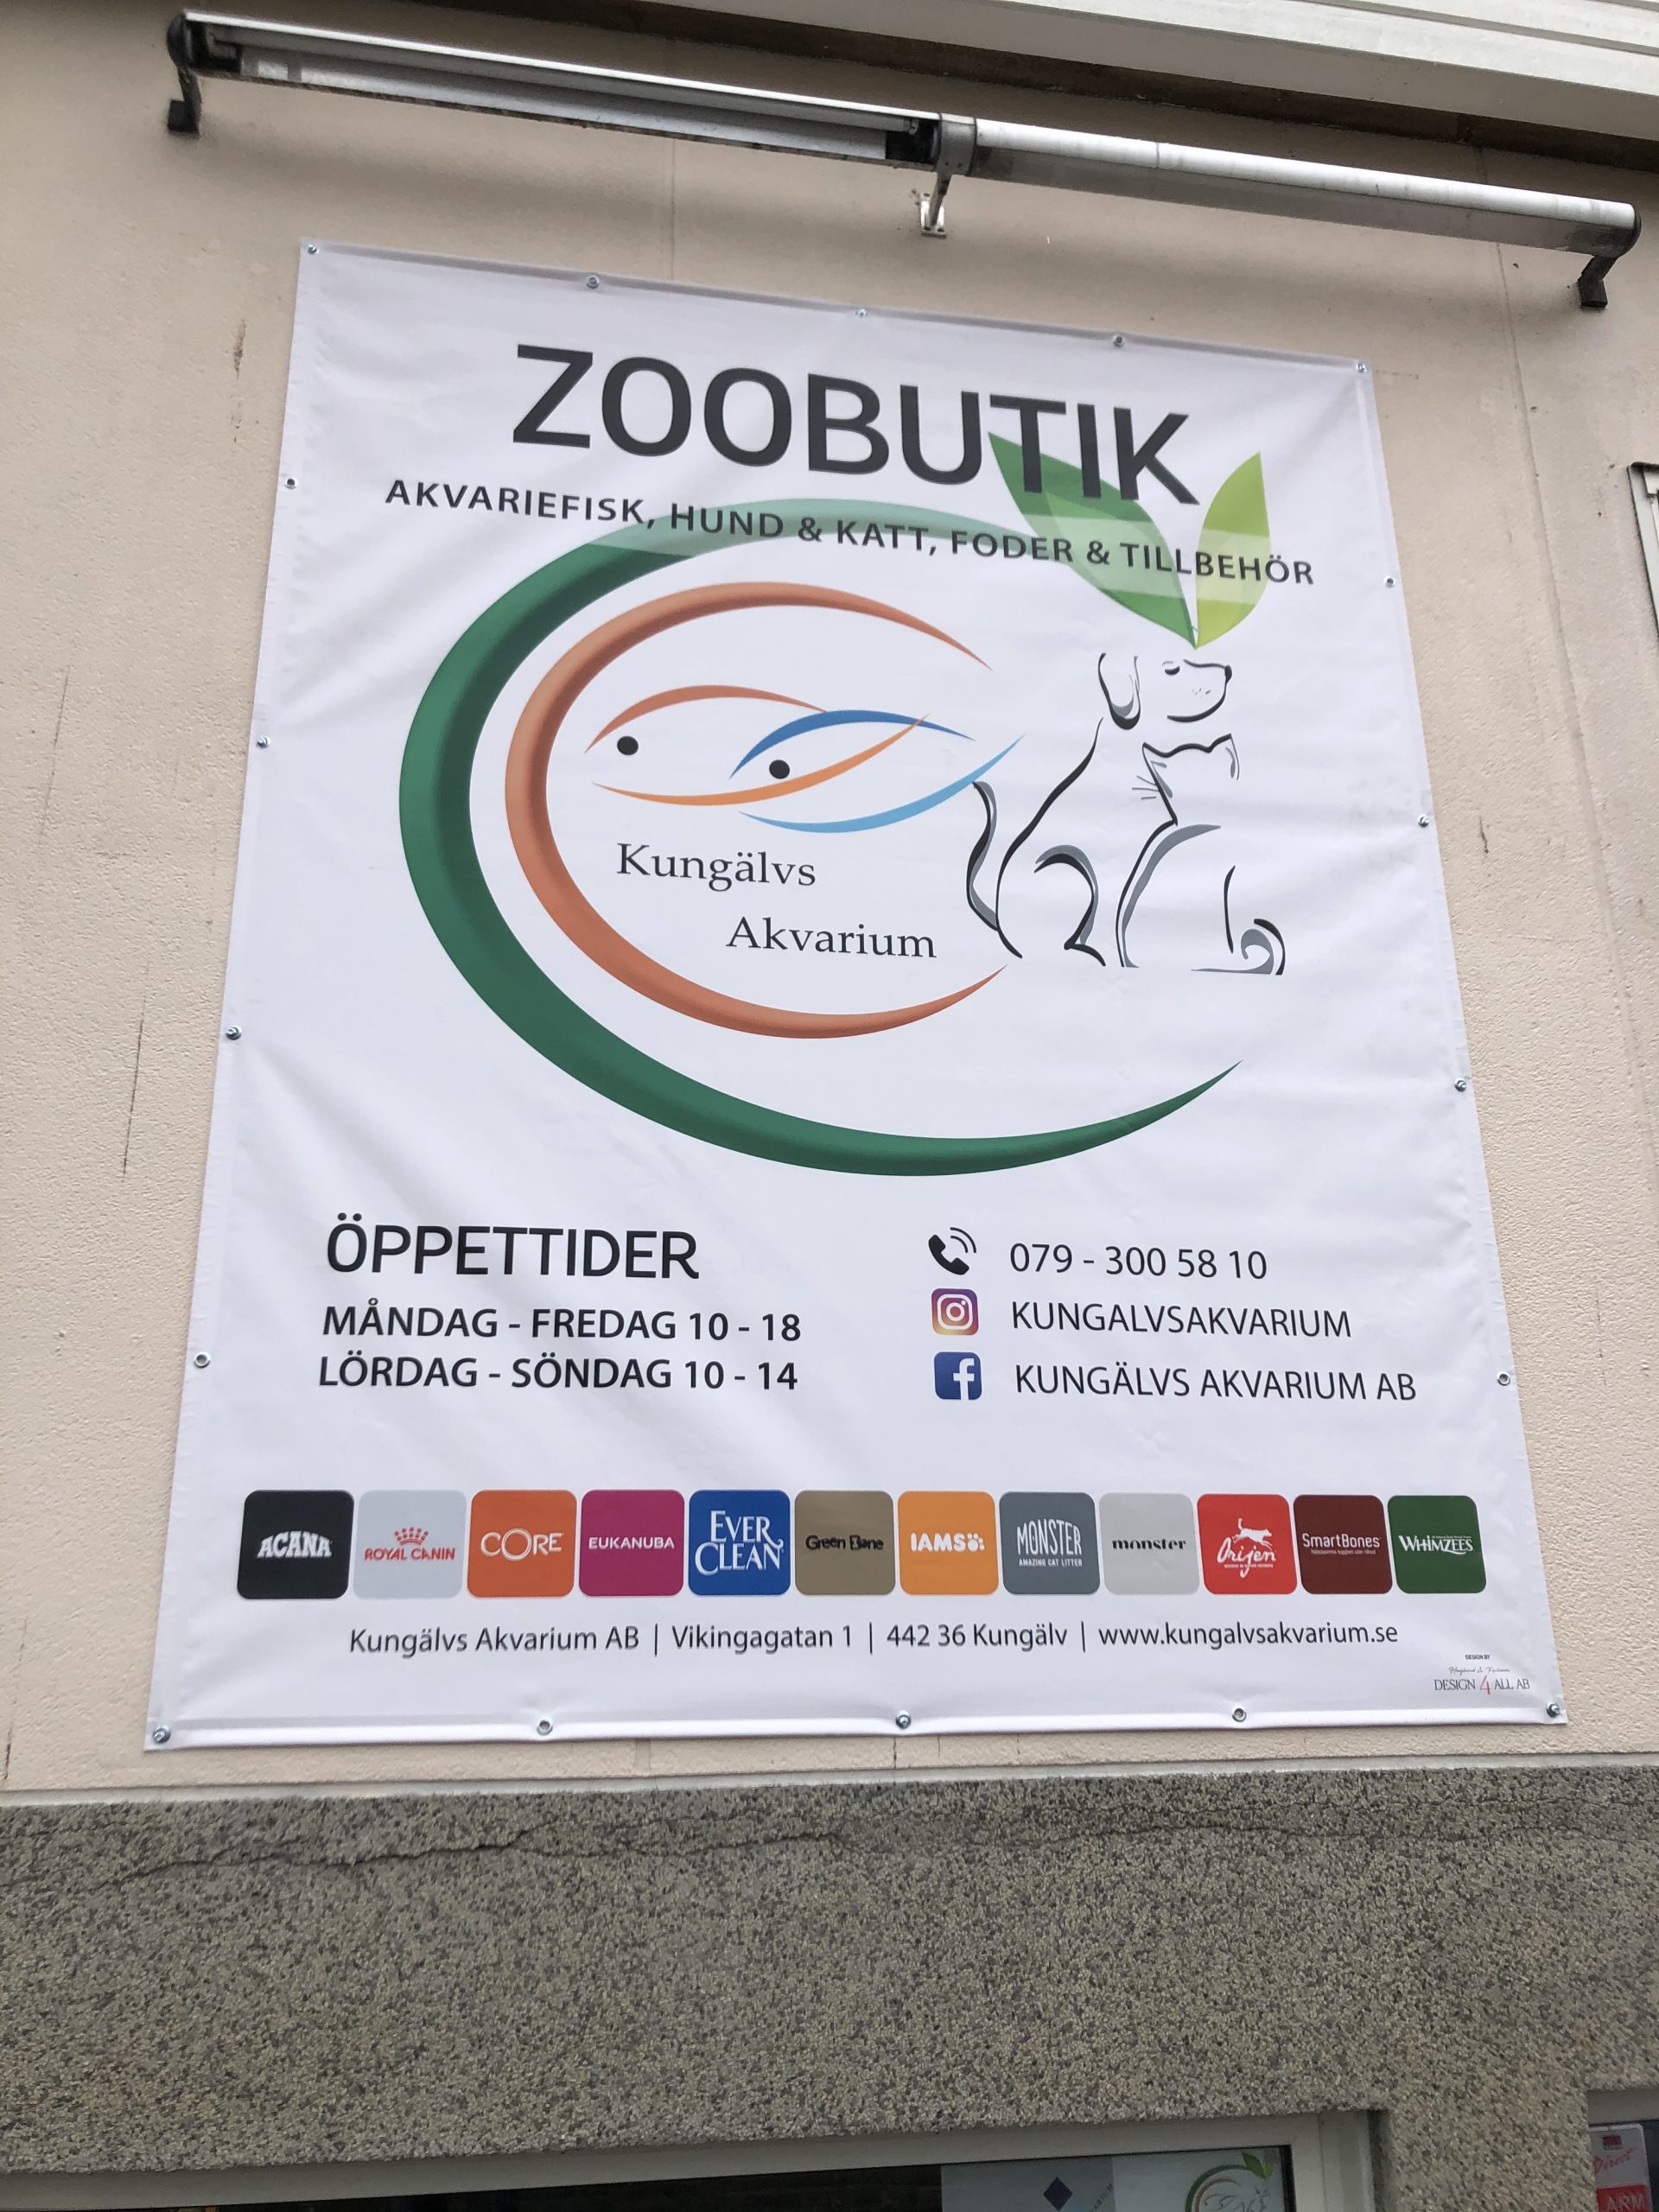 ZOOBUTIK
AKVARIEFISK, HUND & KATT, FODER & TILLBEHÖR
Kungälvs
Akvarium
ÖPPETTIDER
MÅNDAG - FREDAG 10 - 18
LÖRDAG - SÖNDAG 10 - 14
079 - 300 58 10
KUNGALVSAKVARIUM
KUNGÄLVS AKVARIUM AB
ACANA
ROYAL CANIN
CORE
EUKANUBA
EVER
CLEAN
Green Bone
IAMS
MONSTER
AMAZING CAT LITTER
monster
Orijen
SmartBones
WHIMZEES
Kungälvs Akvarium AB | Vikingagatan 1 | 442 36 Kungälv | www.kungalvsakvarium.se
DESIGN BY
DESIGN 4 ALL AB